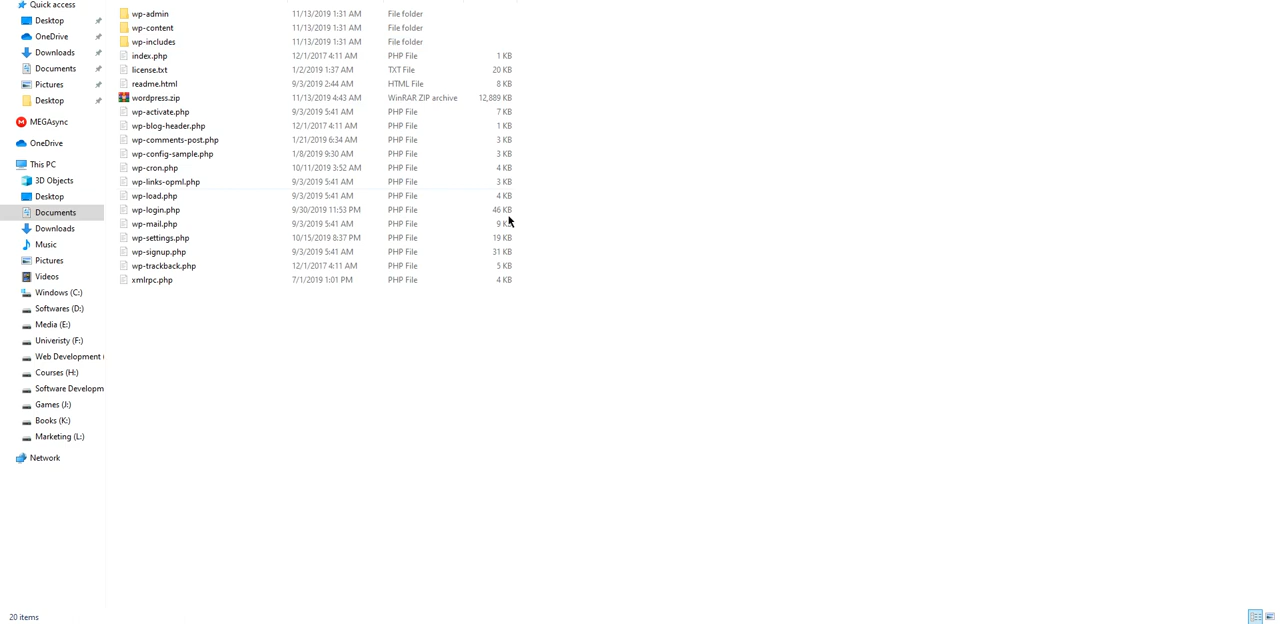 Quick access
Desktop
OneDrive
Downloads
Documents
Pictures
Desktop
MEGAsync
OneDrive
This PC
3D Objects
Desktop
Documents
Downloads
Music
Pictures
Videos
Windows (C:)
Softwares (D:)
Media (E:)
Univeristy (F:)
Web Development (
Courses (H:)
Software Developm
Games (J:)
Books (K:)
Marketing (L:)
Network
wp-admin 11/13/2019 1:31 AM File folder
wp-content 11/13/2019 1:31 AM File folder
wp-includes 11/13/2019 1:31 AM File folder
index.php 12/1/2017 4:11 AM PHP File 1 KB
license.txt 1/2/2019 1:37 AM TXT File 20 KB
readme.html 9/3/2019 2:44 AM HTML File 8 KB
wordpress.zip 11/13/2019 4:43 AM WinRAR ZIP archive 12,889 KB
wp-activate.php 9/3/2019 5:41 AM PHP File 7 KB
wp-blog-header.php 12/1/2017 4:11 AM PHP File 1 KB
wp-comments-post.php 1/21/2019 6:34 AM PHP File 3 KB
wp-config-sample.php 1/8/2019 9:30 AM PHP File 3 KB
wp-cron.php 10/11/2019 3:52 AM PHP File 4 KB
wp-links-opml.php 9/3/2019 5:41 AM PHP File 3 KB
wp-load.php 9/3/2019 5:41 AM PHP File 4 KB
wp-login.php 9/30/2019 11:53 PM PHP File 46 KB
wp-mail.php 9/3/2019 5:41 AM PHP File 9 KB
wp-settings.php 10/15/2019 8:37 PM PHP File 19 KB
wp-signup.php 9/3/2019 5:41 AM PHP File 31 KB
wp-trackback.php 12/1/2017 4:11 AM PHP File 5 KB
xmlrpc.php 7/1/2019 1:01 PM PHP File 4 KB
20 items